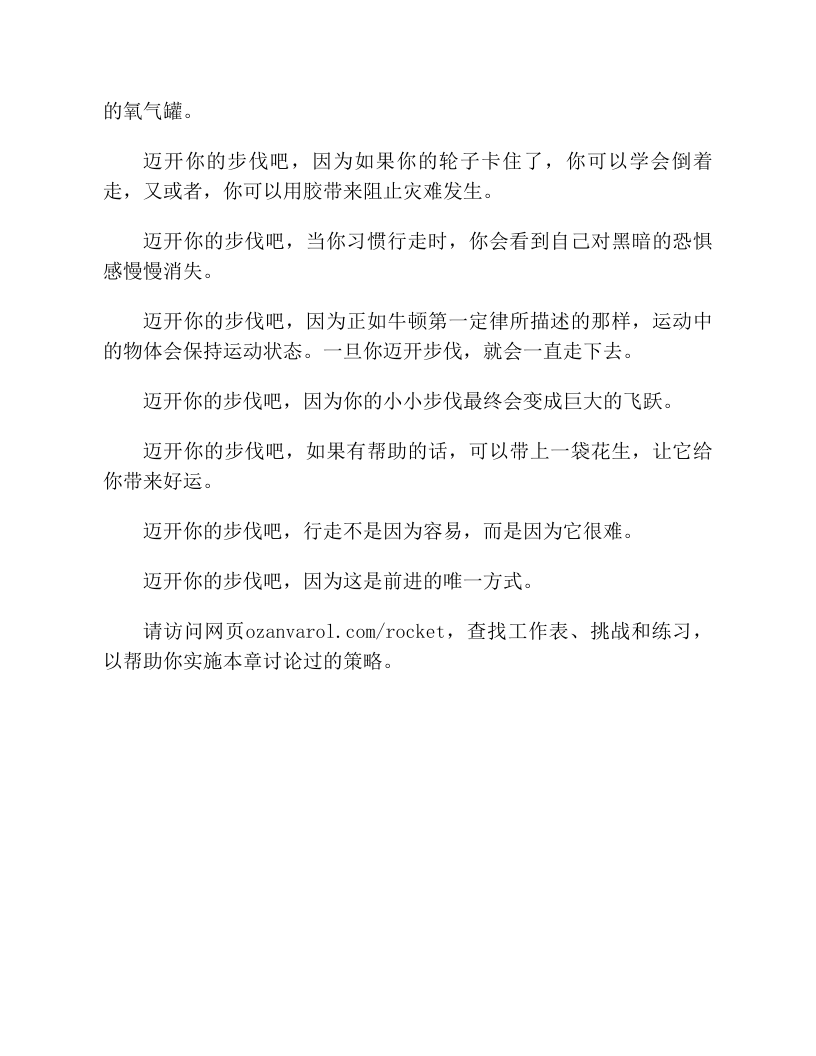 的氧气罐。
迈开你的步伐吧，因为如果你的轮子卡住了，你可以学会倒着
走，又或者，你可以用胶带来阻止灾难发生。
迈开你的步伐吧，当你习惯行走时，你会看到自己对黑暗的恐惧
感慢慢消失。
迈开你的步伐吧，因为正如牛顿第一定律所描述的那样，运动中
的物体会保持运动状态。一旦你迈开步伐，就会一直走下去。
迈开你的步伐吧，因为你的小小步伐最终会变成巨大的飞跃。
迈开你的步伐吧，如果有帮助的话，可以带上一袋花生，让它给
你带来好运。
迈开你的步伐吧，行走不是因为容易，而是因为它很难。
迈开你的步伐吧，因为这是前进的唯一方式。
请访问网页ozanvarol.com/rocket，查找工作表、挑战和练习，
以帮助你实施本章讨论过的策略。